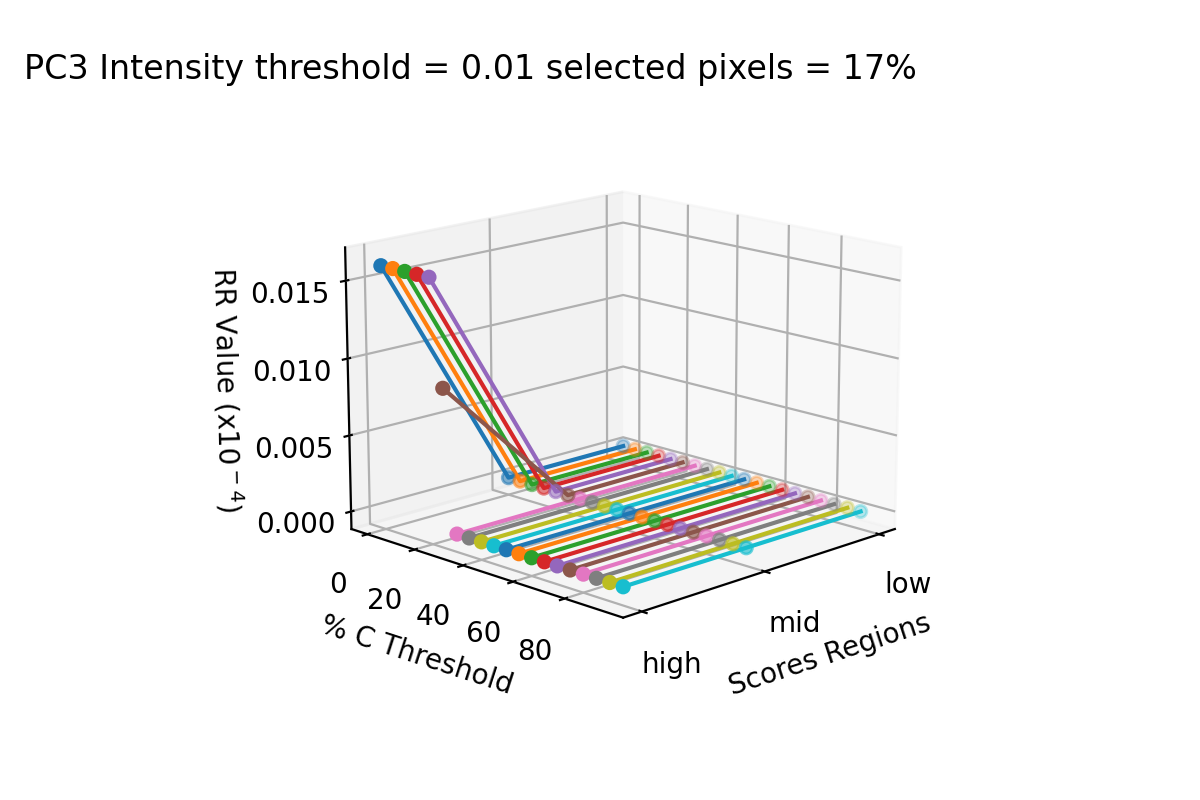 PC3 Intensity threshold = 0.01 selected pixels = 17%
RR Value (x10⁻⁴)
0.015
0.010
0.005
0.000
0
20
40
60
80
% C Threshold
high
mid
low
Scores Regions